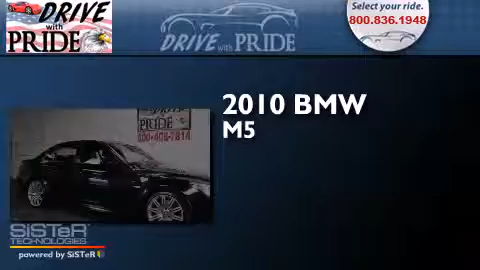 DRIVE
with
PRIDE
DRIVE
with PRIDE
Select your ride.
800.836.1948
2010 BMW
M5
PRIDE
SiSTeR
TECHNOLOGIES
powered by SiSTeR